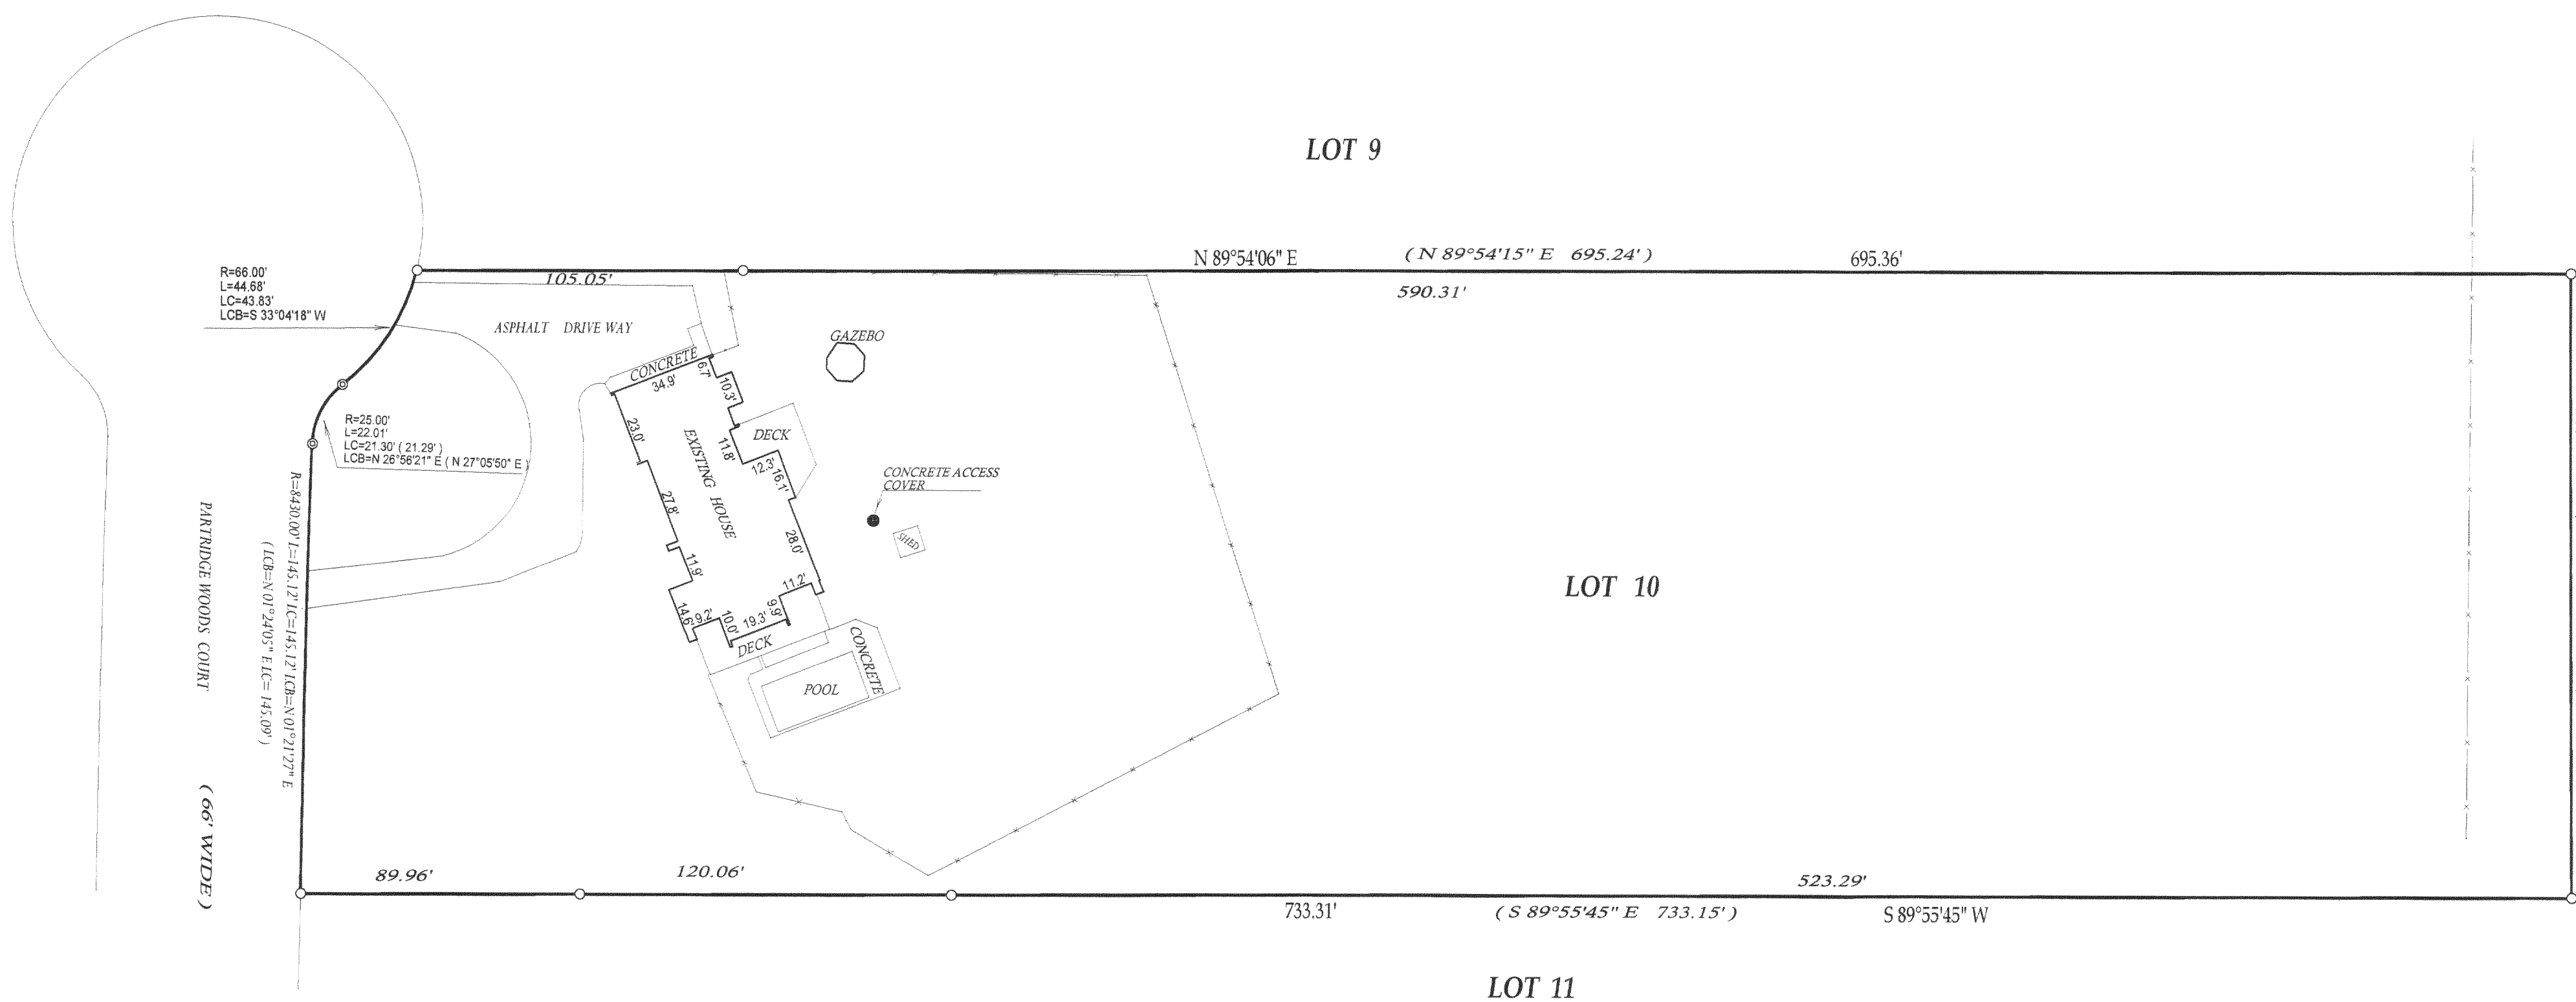 LOT 9
N 89°54'06" E
( N 89°54'15" E 695.24' )
695.36'
R=66.00'
L=44.68'
LC=43.83'
LCB=S 33°04'18" W
105.05'
590.31'
ASPHALT DRIVE WAY
GAZEBO
CONCRETE
34.9'
6.7'
10.3'
R=25.00'
L=22.01'
LC=21.30' ( 21.29' )
LCB=N 26°56'21" E ( N 27°05'50" E )
23.0'
EXISTING HOUSE
11.8'
DECK
12.3'
16.1'
CONCRETE ACCESS
COVER
27.8'
28.0'
SHED
LOT 10
11.9'
11.2'
14.6'
9.2'
10.0'
19.3'
9.9'
DECK
CONCRETE
POOL
PARTRIDGE WOODS COURT
( 66' WIDE )
R=8430.00' L=145.12' LC=145.12' LCB=N 01°21'27" E
( LCB=N 01°24'05" E LC= 145.09' )
89.96'
120.06'
523.29'
733.31'
( S 89°55'45" E 733.15' )
S 89°55'45" W
LOT 11